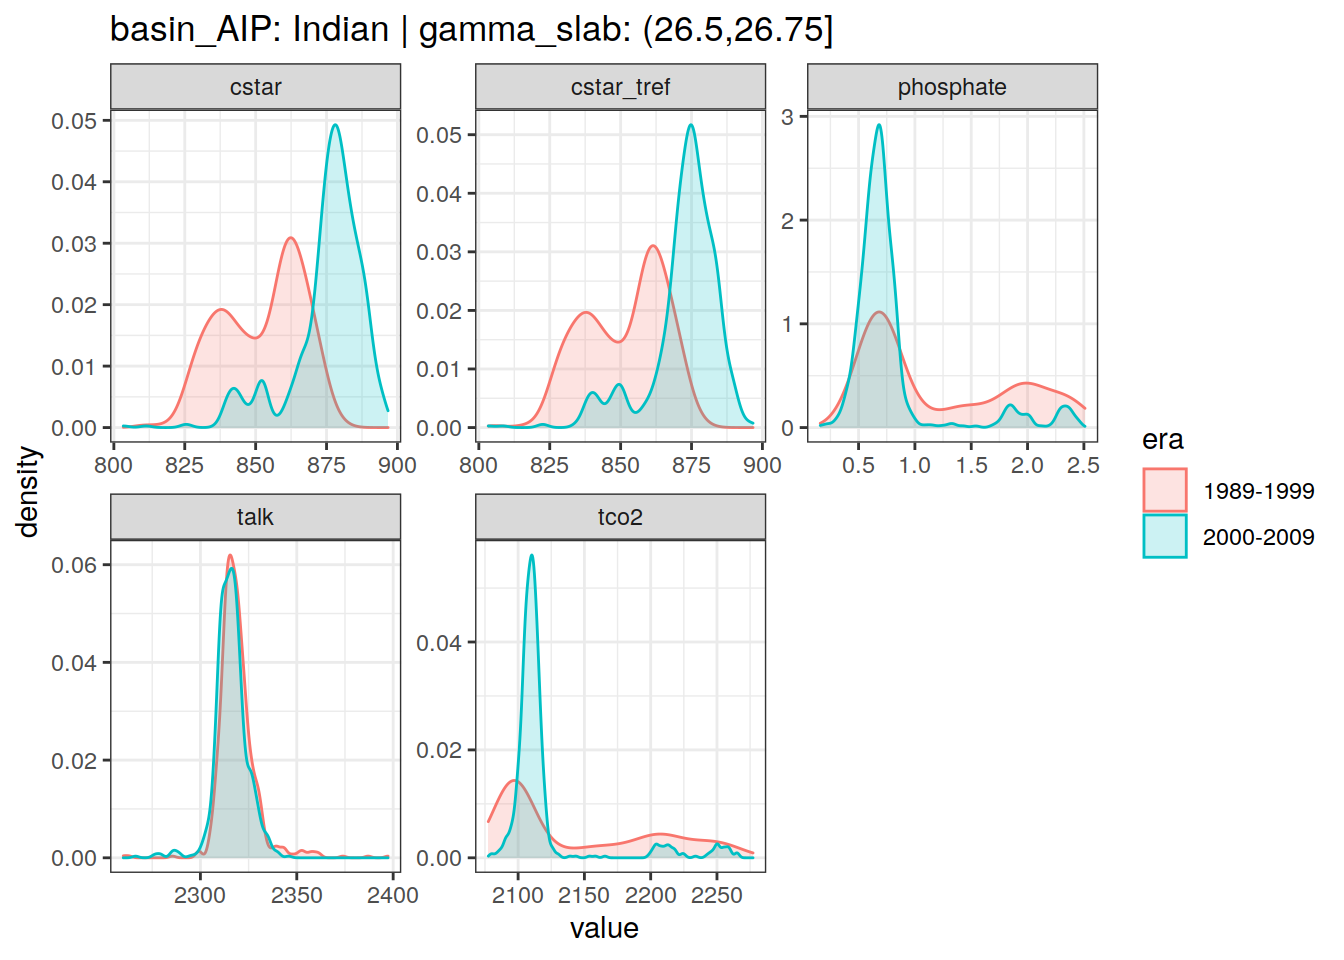 basin_AIP: Indian | gamma_slab: (26.5,26.75]
cstar
cstar_tref
phosphate
0.05
0.04
0.03
0.02
0.01
0.00
800 825 850 875 900
0.05
0.04
0.03
0.02
0.01
0.00
800 825 850 875 900
3
2
1
0
0.5 1.0 1.5 2.0 2.5
density
talk
tco2
0.06
0.04
0.02
0.00
2300 2350 2400
0.04
0.02
0.00
2100 2150 2200 2250
value
era
1989-1999
2000-2009